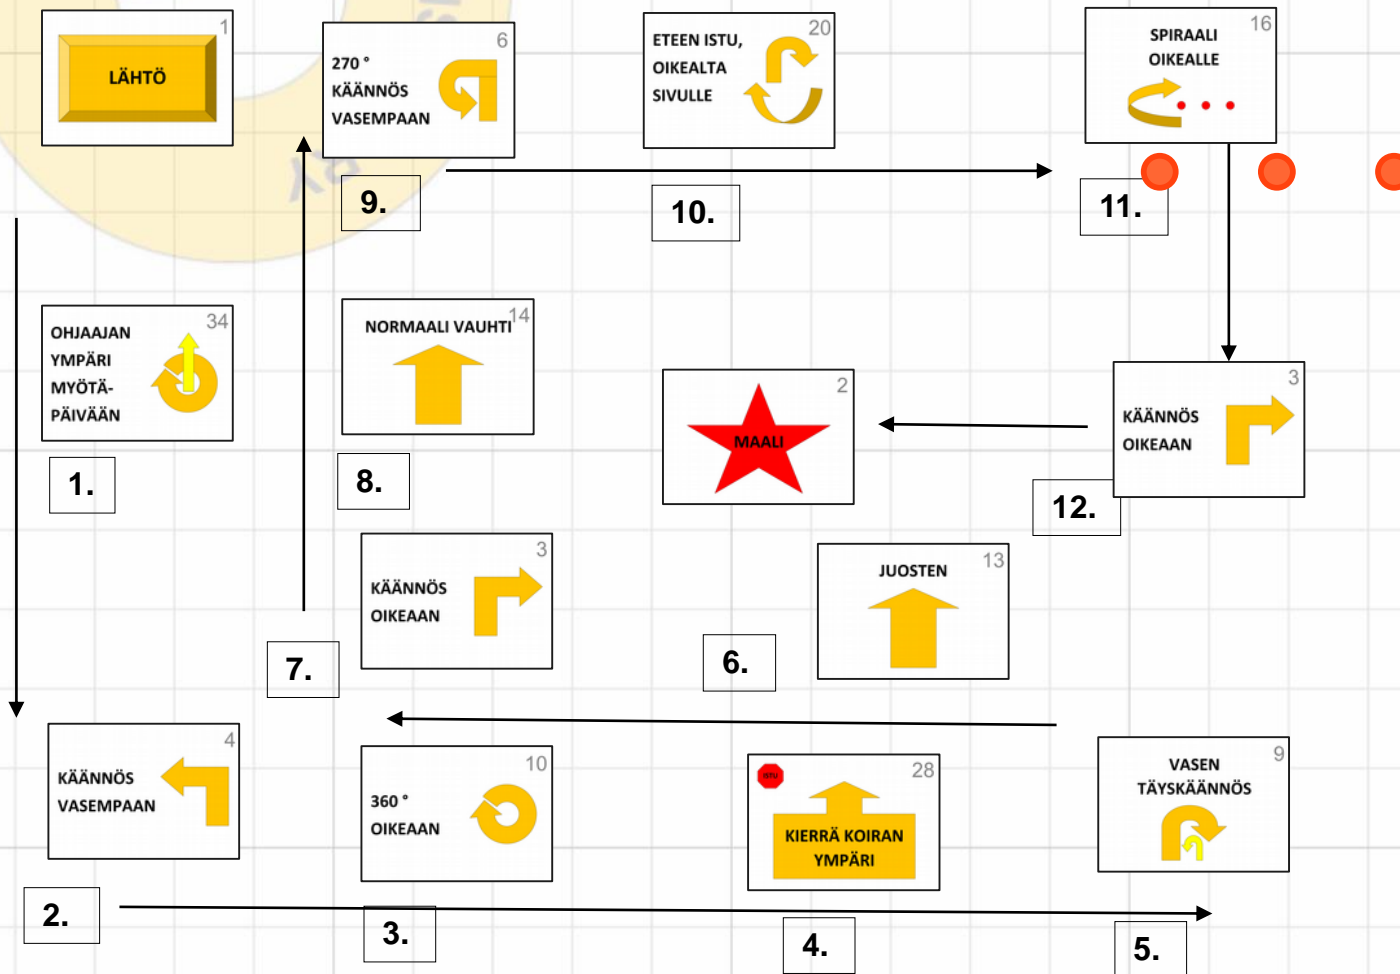 1
LÄHTÖ
6
270 °
KÄÄNNÖS
VASEMPAAN
20
ETEEN ISTU,
OIKEALTA
SIVULLE
16
SPIRAALI
OIKEALLE
RY
9.
10.
11.
34
OHJAAJAN
YMPÄRI
MYÖTÄ-
PÄIVÄÄN
1.
14
NORMAALI VAUHTI
8.
2
MAALI
3
KÄÄNNÖS
OIKEAAN
12.
3
KÄÄNNÖS
OIKEAAN
7.
6.
13
JUOSTEN
4
KÄÄNNÖS
VASEMPAAN
2.
10
360 °
OIKEAAN
3.
28
ISTU
KIERRÄ KOIRAN
YMPÄRI
4.
9
VASEN
TÄYSKÄÄNNÖS
5.